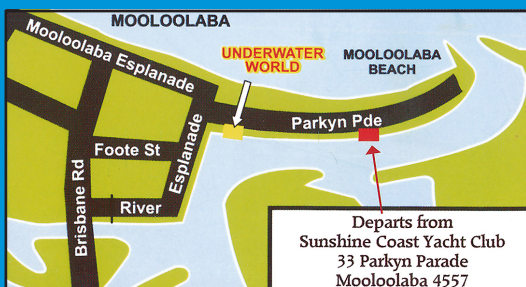 MOOLOOLABA
Mooloolaba Esplanade
UNDERWATER
WORLD
MOOLOOLABA
BEACH
Parkyn Pde
Foote St
Esplanade
River
Brisbane Rd
Departs from
Sunshine Coast Yacht Club
33 Parkyn Parade
Mooloolaba 4557